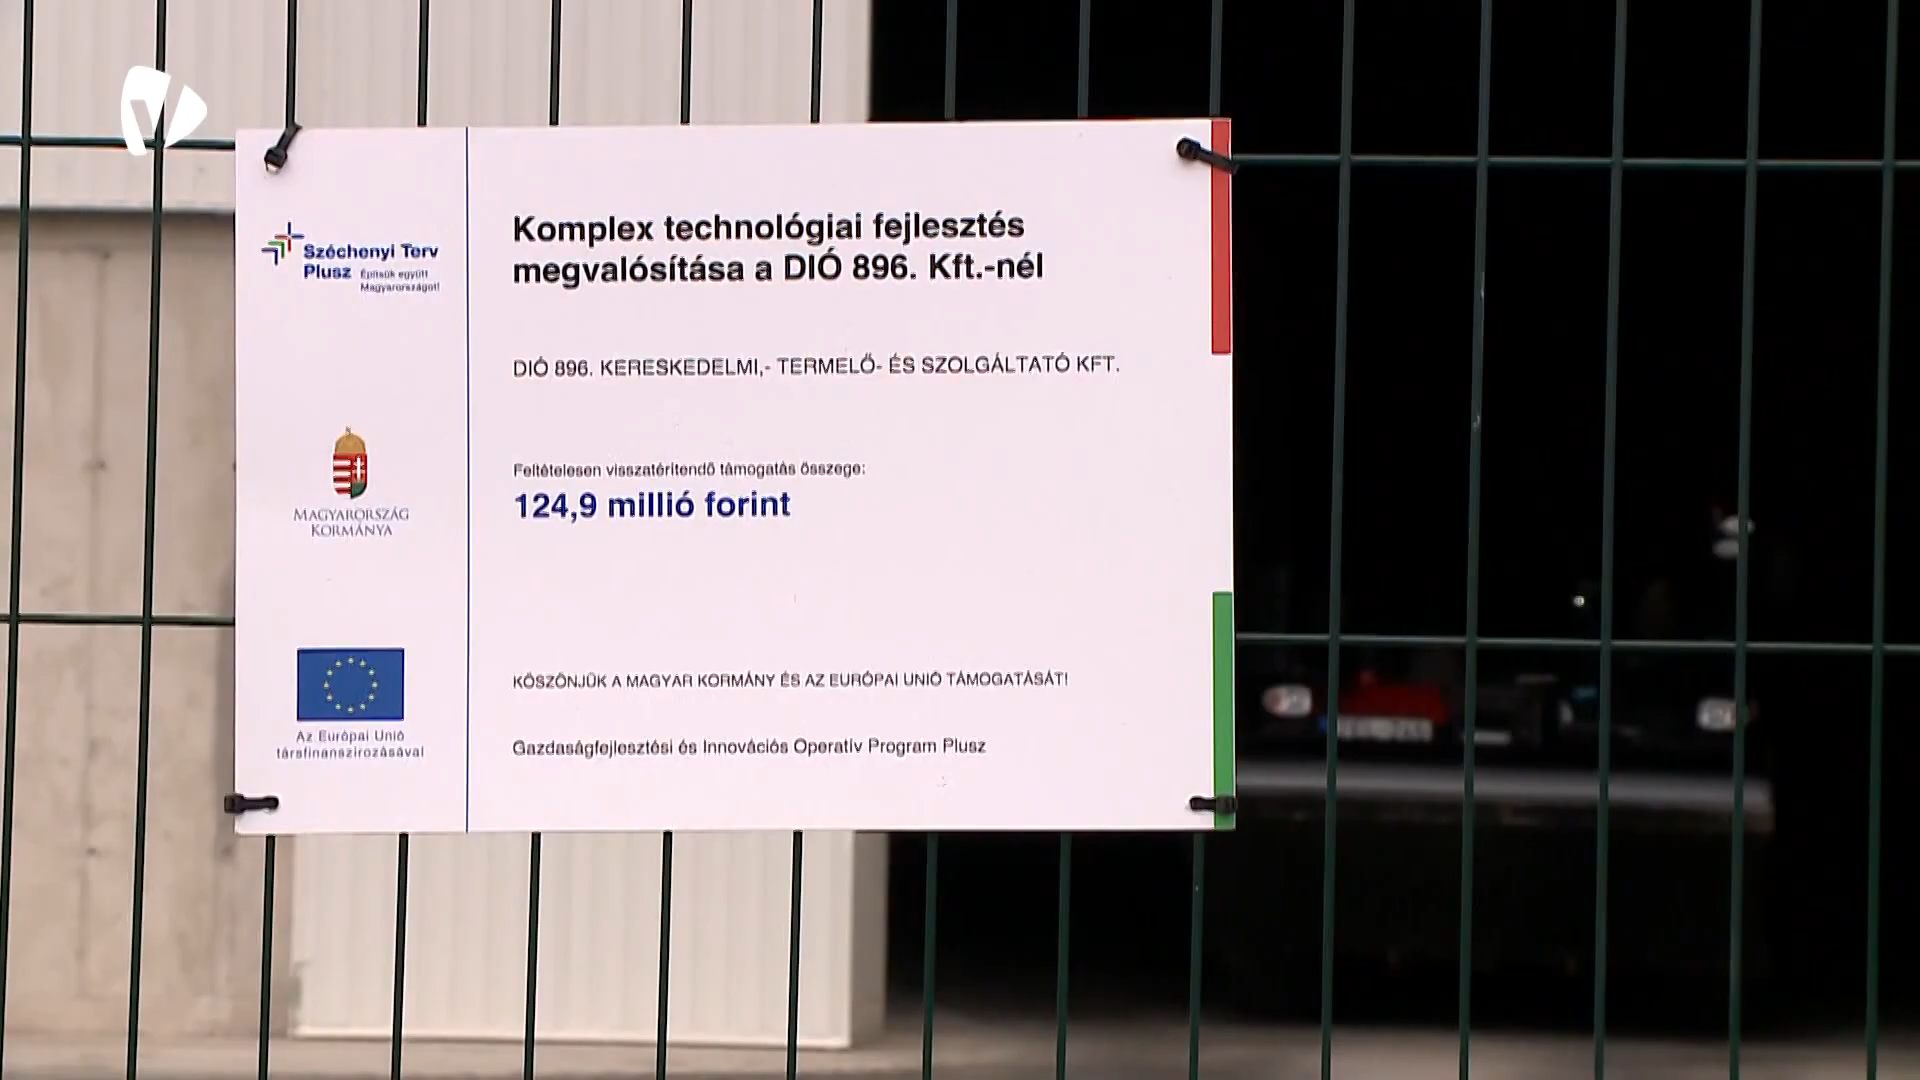 Széchenyi Terv
Plusz Építsük együtt
Magyarországot!
MAGYARORSZÁG
KORMÁNYA
Az Európai Unió
társfinanszírozásával
Komplex technológiai fejlesztés
megvalósítása a DIÓ 896. Kft.-nél
DIÓ 896. KERESKEDELMI,- TERMELŐ- ÉS SZOLGÁLTATÓ KFT.
Feltételesen visszatérítendő támogatás összege:
124,9 millió forint
KÖSZÖNJÜK A MAGYAR KORMÁNY ÉS AZ EURÓPAI UNIÓ TÁMOGATÁSÁT!
Gazdaságfejlesztési és Innovációs Operatív Program Plusz